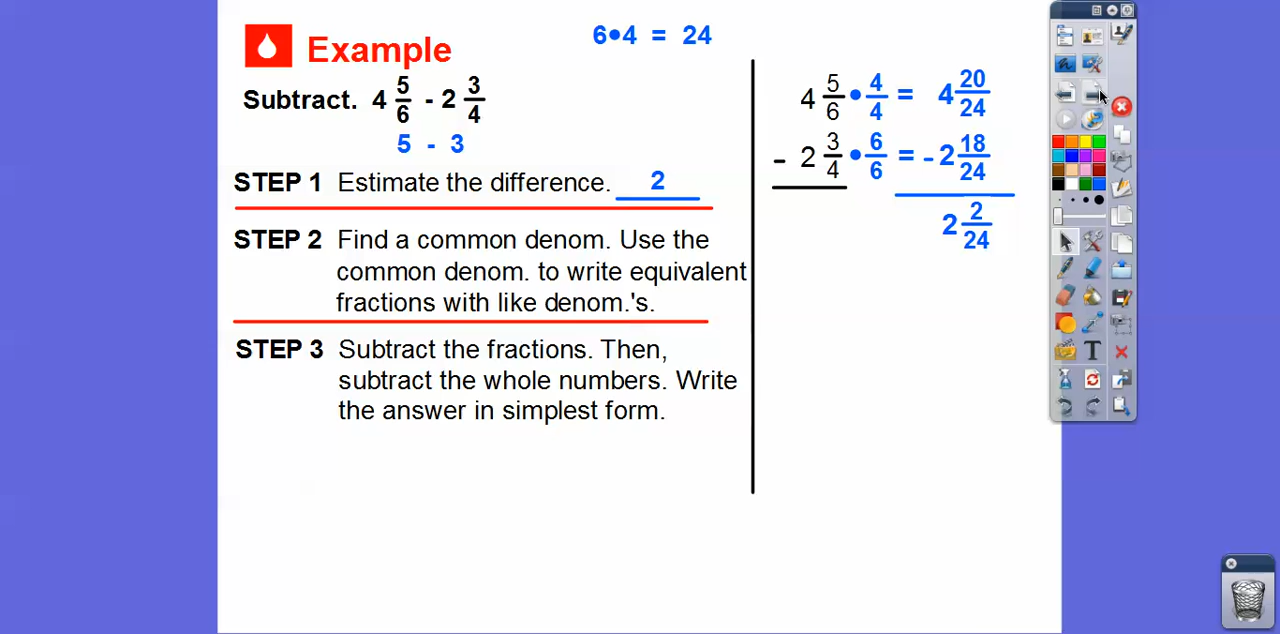 6•4 = 24
Example
Subtract. 4 5/6 - 2 3/4
5 - 3
STEP 1 Estimate the difference. 2
STEP 2 Find a common denom. Use the
common denom. to write equivalent
fractions with like denom.'s.
STEP 3 Subtract the fractions. Then,
subtract the whole numbers. Write
the answer in simplest form.
4 5/6 • 4/4 = 4 20/24
- 2 3/4 • 6/6 = - 2 18/24
2 2/24
T